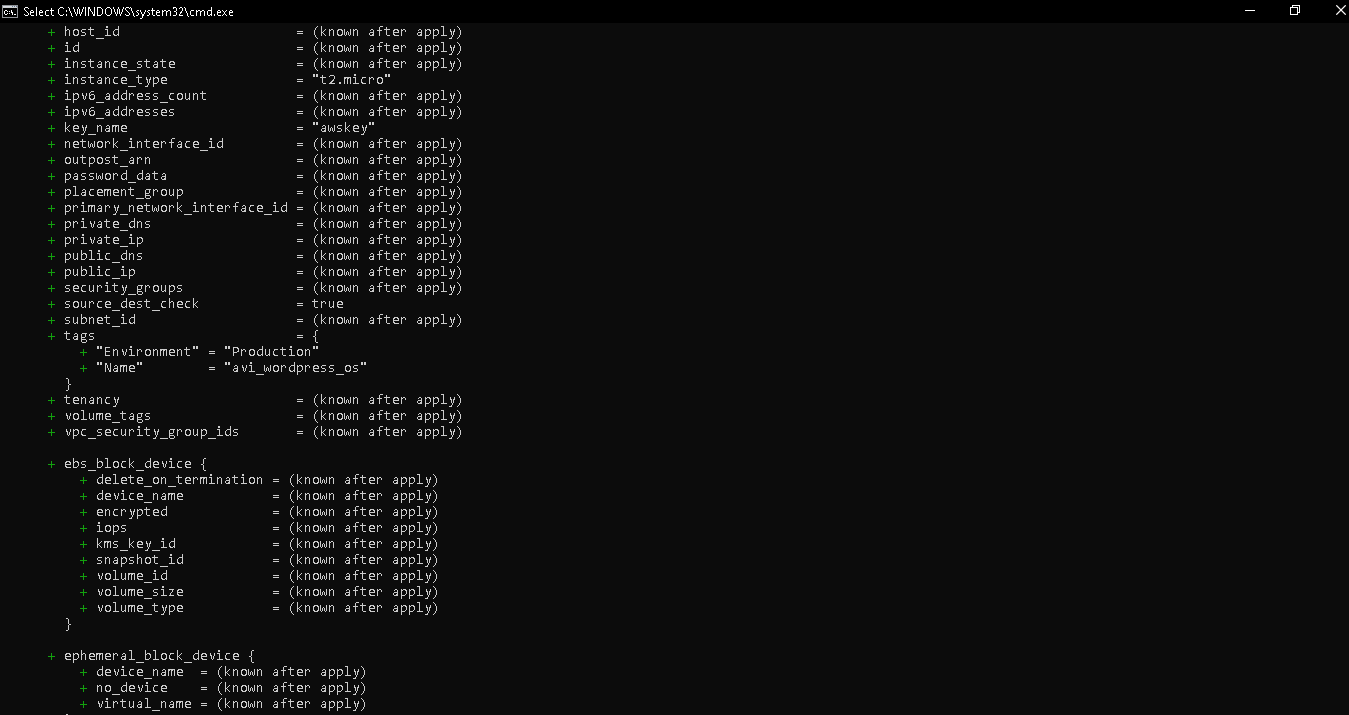 Select C:\WINDOWS\system32\cmd.exe
+ host_id = (known after apply)
+ id = (known after apply)
+ instance_state = (known after apply)
+ instance_type = "t2.micro"
+ ipv6_address_count = (known after apply)
+ ipv6_addresses = (known after apply)
+ key_name = "awskey"
+ network_interface_id = (known after apply)
+ outpost_arn = (known after apply)
+ password_data = (known after apply)
+ placement_group = (known after apply)
+ primary_network_interface_id = (known after apply)
+ private_dns = (known after apply)
+ private_ip = (known after apply)
+ public_dns = (known after apply)
+ public_ip = (known after apply)
+ security_groups = (known after apply)
+ source_dest_check = true
+ subnet_id = (known after apply)
+ tags = {
+ "Environment" = "Production"
+ "Name" = "avi_wordpress_os"
}
+ tenancy = (known after apply)
+ volume_tags = (known after apply)
+ vpc_security_group_ids = (known after apply)
+ ebs_block_device {
+ delete_on_termination = (known after apply)
+ device_name = (known after apply)
+ encrypted = (known after apply)
+ iops = (known after apply)
+ kms_key_id = (known after apply)
+ snapshot_id = (known after apply)
+ volume_id = (known after apply)
+ volume_size = (known after apply)
+ volume_type = (known after apply)
}
+ ephemeral_block_device {
+ device_name = (known after apply)
+ no_device = (known after apply)
+ virtual_name = (known after apply)